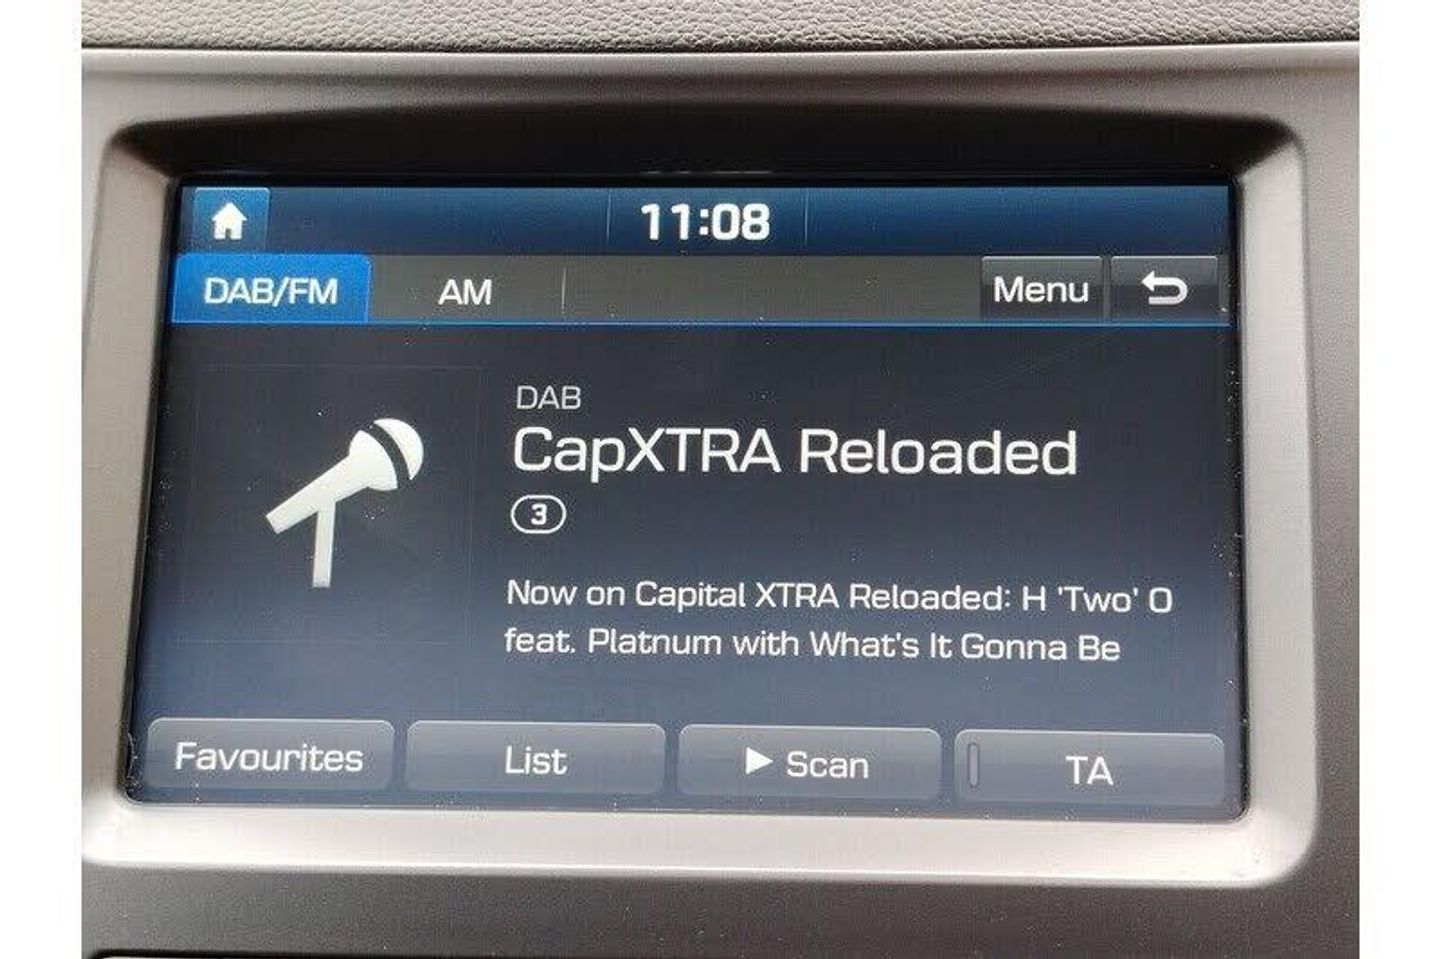 11:08
DAB/FM AM Menu
DAB
CapXTRA Reloaded
3
Now on Capital XTRA Reloaded: H 'Two' O
feat. Platnum with What's It Gonna Be
Favourites List Scan TA